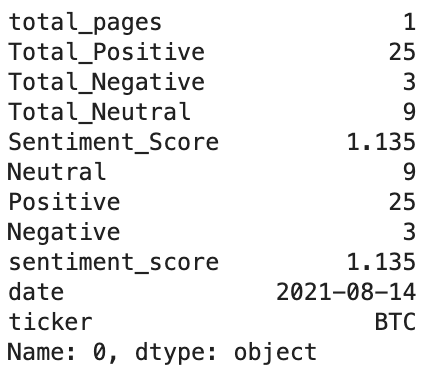 total_pages 1
Total_Positive 25
Total_Negative 3
Total_Neutral 9
Sentiment_Score 1.135
Neutral 9
Positive 25
Negative 3
sentiment_score 1.135
date 2021-08-14
ticker BTC
Name: 0, dtype: object